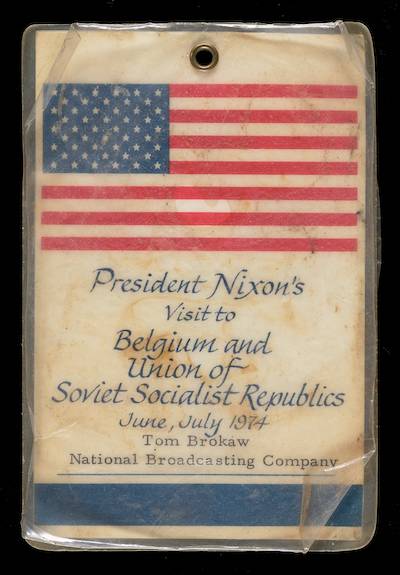 President Nixon's
Visit to
Belgium and
Union of
Soviet Socialist Republics
June, July 1974
Tom Brokaw
National Broadcasting Company